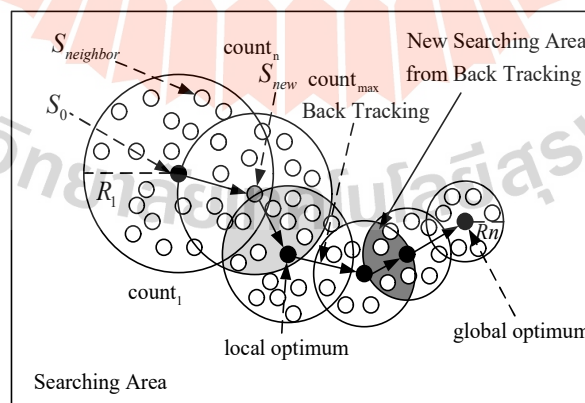 S_neighbor
count_n
S_new
New Searching Area
from Back Tracking
count_max
Back Tracking
S_0
R_1
count_1
Rn
local optimum
global optimum
Searching Area